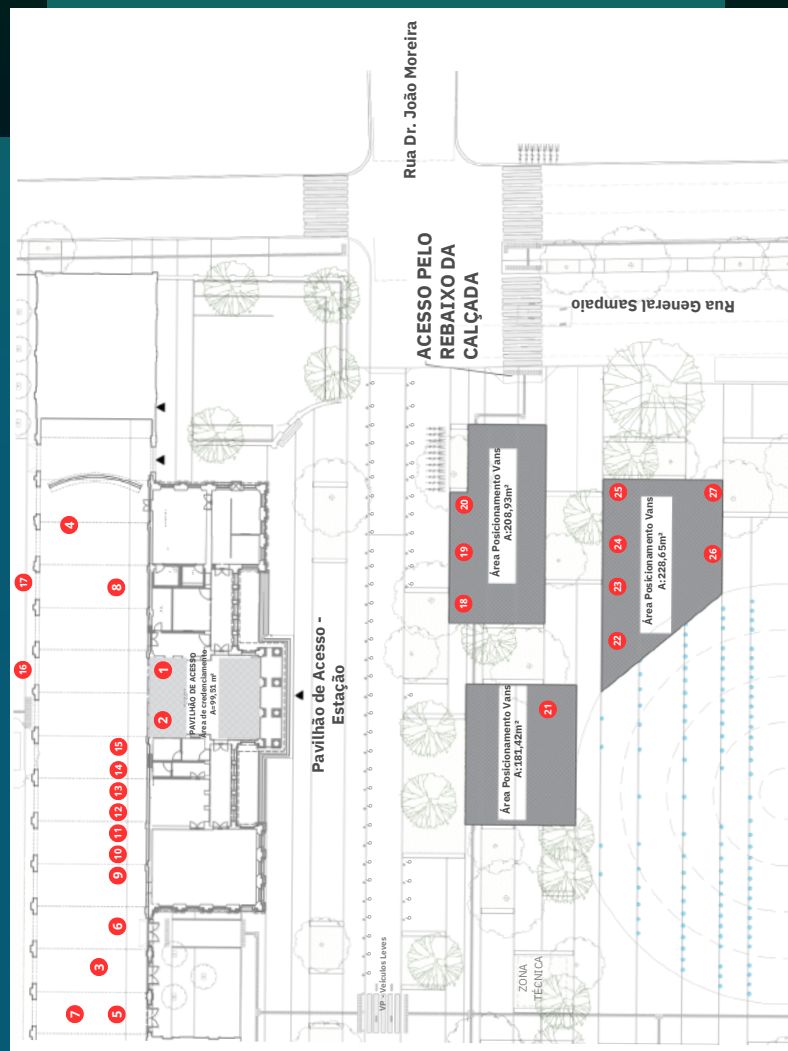 Rua Dr. João Moreira
ACESSO PELO
REBAIXO DA
CALÇADA
Rua General Sampaio
Área Posicionamento Vans
A:208,93m²
Área Posicionamento Vans
A:228,65m²
Área Posicionamento Vans
A:181,42m²
PAVILHÃO DE ACESSO
Área de credenciamento
A=99,51 m²
Pavilhão de Acesso -
Estação
VP - Veículos Leves
ZONA
TÉCNICA
17
4
8
16
1
2
15
14
13
12
11
10
9
6
3
7
5
20
19
18
21
25
24
23
22
27
26